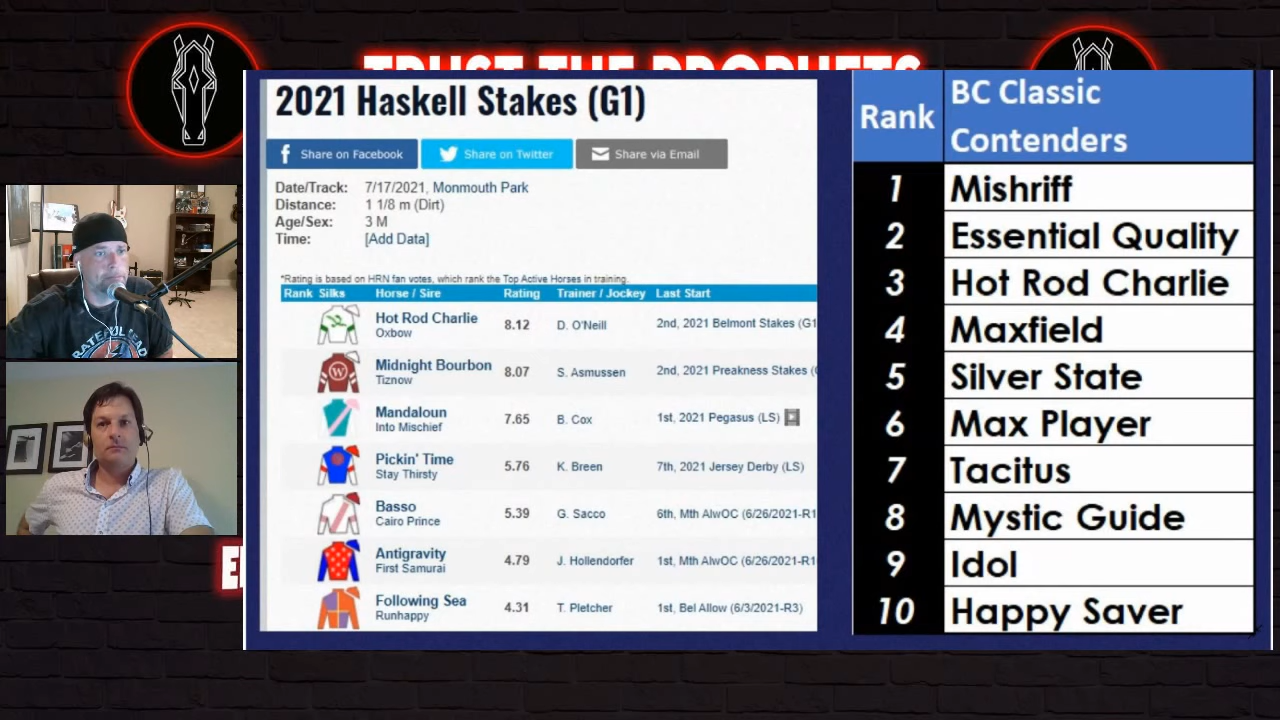 TRUST THE PROPHETS
2021 Haskell Stakes (G1)
Share on Facebook
Share on Twitter
Share via Email
Date/Track: 7/17/2021, Monmouth Park
Distance: 1 1/8 m (Dirt)
Age/Sex: 3 M
Time: [Add Data]
*Rating is based on HRN fan votes, which rank the Top Active Horses in training.
Rank Silks Horse / Sire Rating Trainer / Jockey Last Start
Hot Rod Charlie 8.12 D. O'Neill 2nd, 2021 Belmont Stakes (G1
Oxbow
Midnight Bourbon 8.07 S. Asmussen 2nd, 2021 Preakness Stakes (
Tiznow
Mandaloun 7.65 B. Cox 1st, 2021 Pegasus (LS)
Into Mischief
Pickin' Time 5.76 K. Breen 7th, 2021 Jersey Derby (LS)
Stay Thirsty
Basso 5.39 G. Sacco 6th, Mth AlwOC (6/26/2021-R1
Cairo Prince
Antigravity 4.79 J. Hollendorfer 1st, Mth AlwOC (6/26/2021-R1
First Samurai
Following Sea 4.31 T. Pletcher 1st, Bel Allow (6/3/2021-R3)
Runhappy
Rank BC Classic
Contenders
1 Mishriff
2 Essential Quality
3 Hot Rod Charlie
4 Maxfield
5 Silver State
6 Max Player
7 Tacitus
8 Mystic Guide
9 Idol
10 Happy Saver